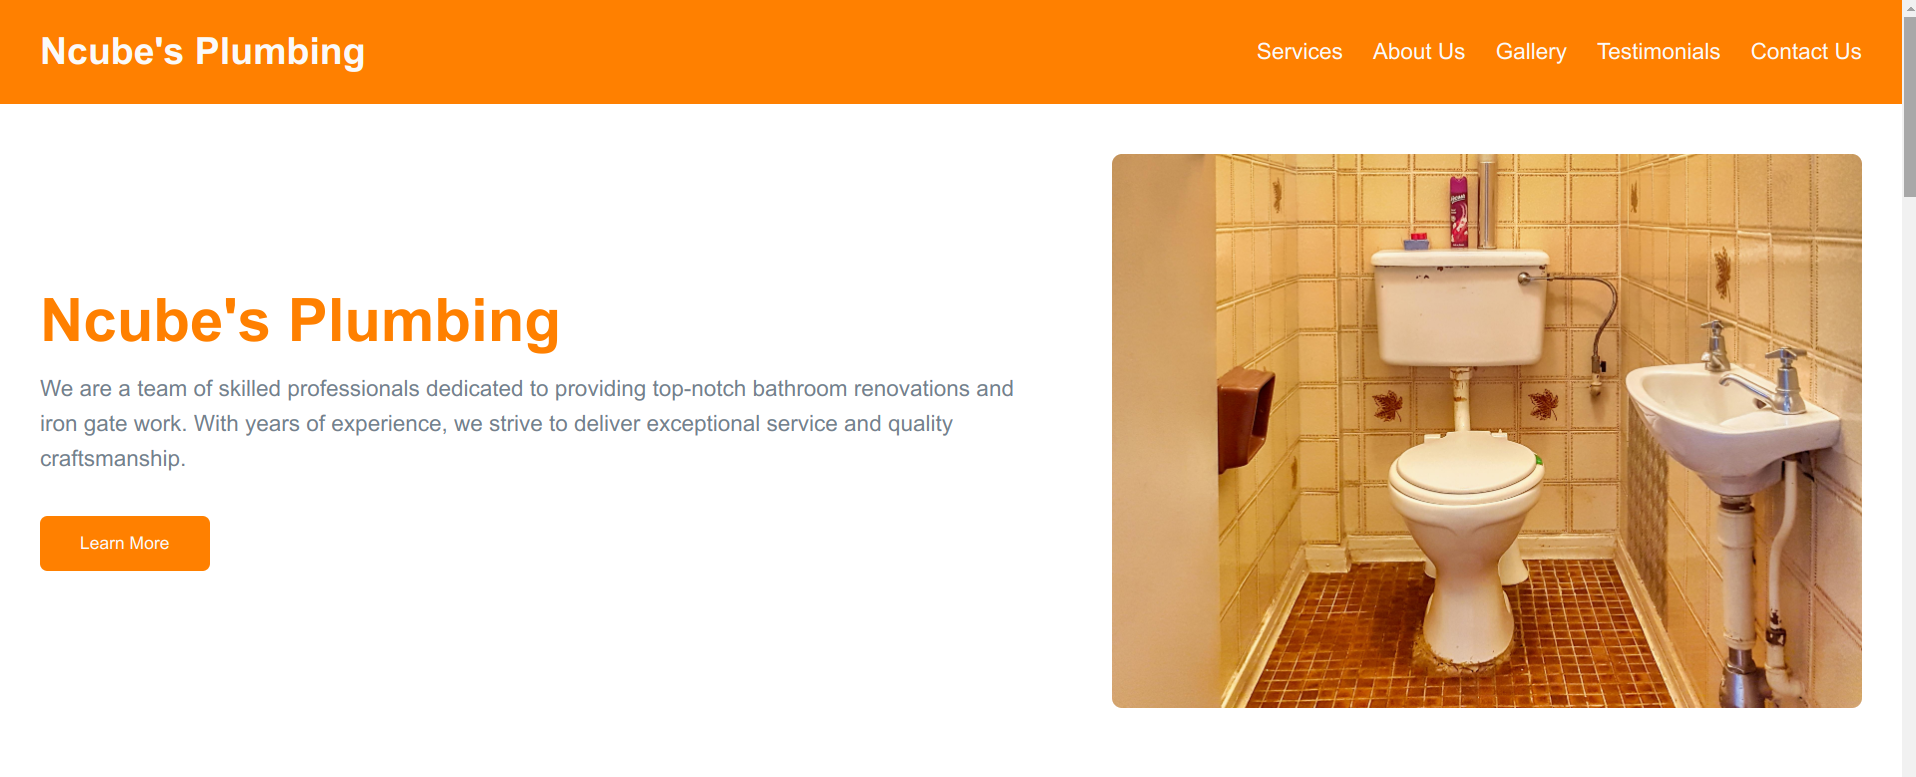 Ncube's Plumbing
Services
About Us
Gallery
Testimonials
Contact Us
Ncube's Plumbing
We are a team of skilled professionals dedicated to providing top-notch bathroom renovations and
iron gate work. With years of experience, we strive to deliver exceptional service and quality
craftsmanship.
Learn More